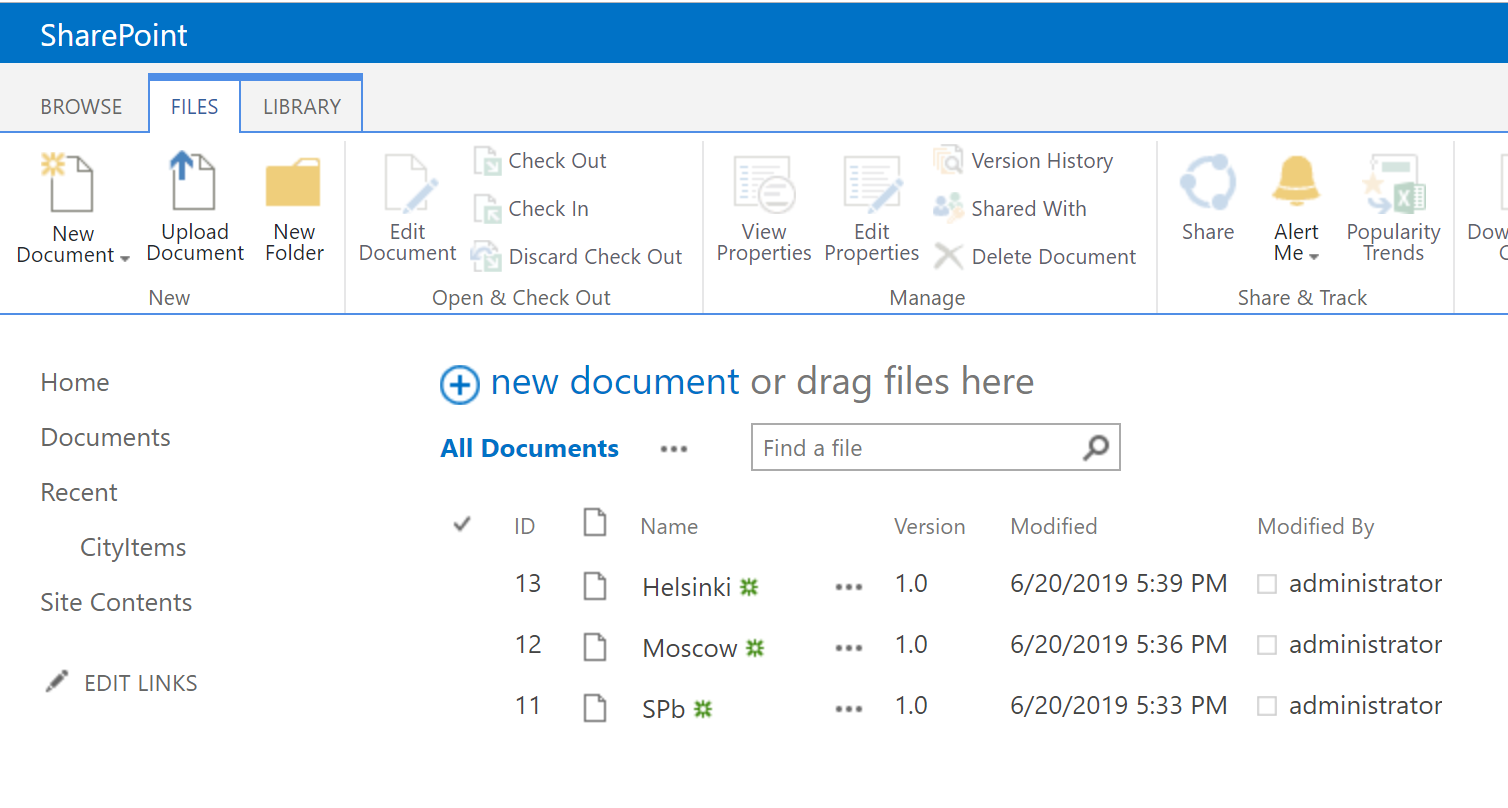 SharePoint
BROWSE FILES LIBRARY
New Document
Upload Document
New Folder
New
Edit Document
Check Out
Check In
Discard Check Out
Open & Check Out
View Properties
Edit Properties
Version History
Shared With
Delete Document
Manage
Share
Alert Me
Popularity Trends
Share & Track
Home
Documents
Recent
CityItems
Site Contents
EDIT LINKS
new document or drag files here
All Documents ••• Find a file
ID Name Version Modified Modified By
13 Helsinki ••• 1.0 6/20/2019 5:39 PM administrator
12 Moscow ••• 1.0 6/20/2019 5:36 PM administrator
11 SPb ••• 1.0 6/20/2019 5:33 PM administrator